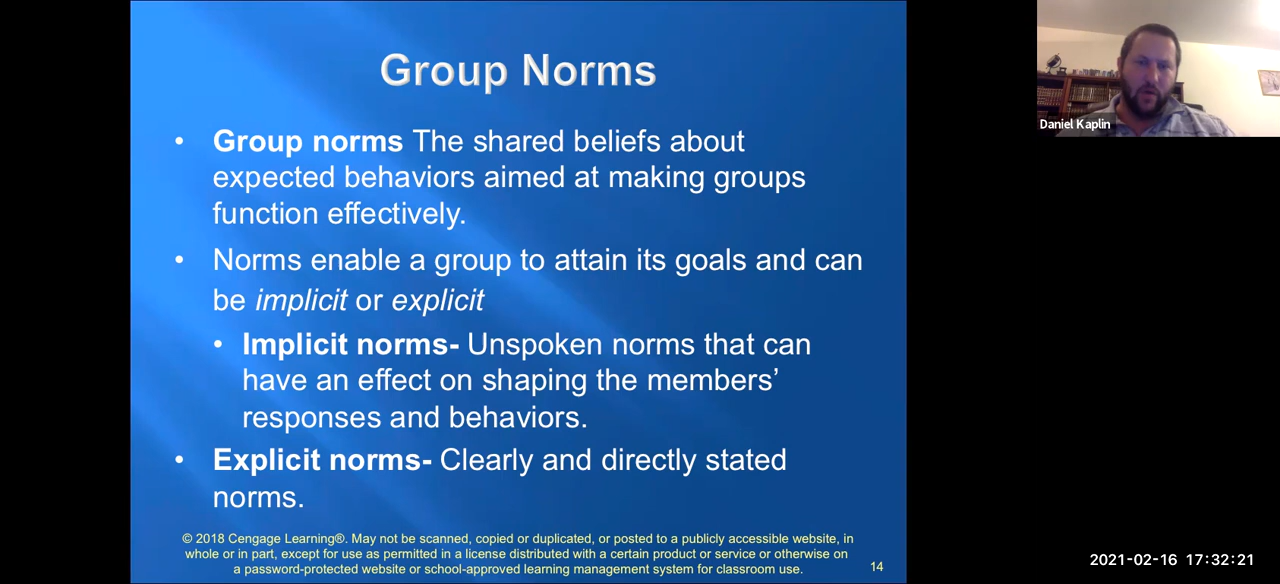 Group Norms
• Group norms The shared beliefs about
expected behaviors aimed at making groups
function effectively.
• Norms enable a group to attain its goals and can
be implicit or explicit
• Implicit norms- Unspoken norms that can
have an effect on shaping the members’
responses and behaviors.
• Explicit norms- Clearly and directly stated
norms.
© 2018 Cengage Learning®. May not be scanned, copied or duplicated, or posted to a publicly accessible website, in
whole or in part, except for use as permitted in a license distributed with a certain product or service or otherwise on
a password-protected website or school-approved learning management system for classroom use.
14
Daniel Kaplin
2021-02-16 17:32:21